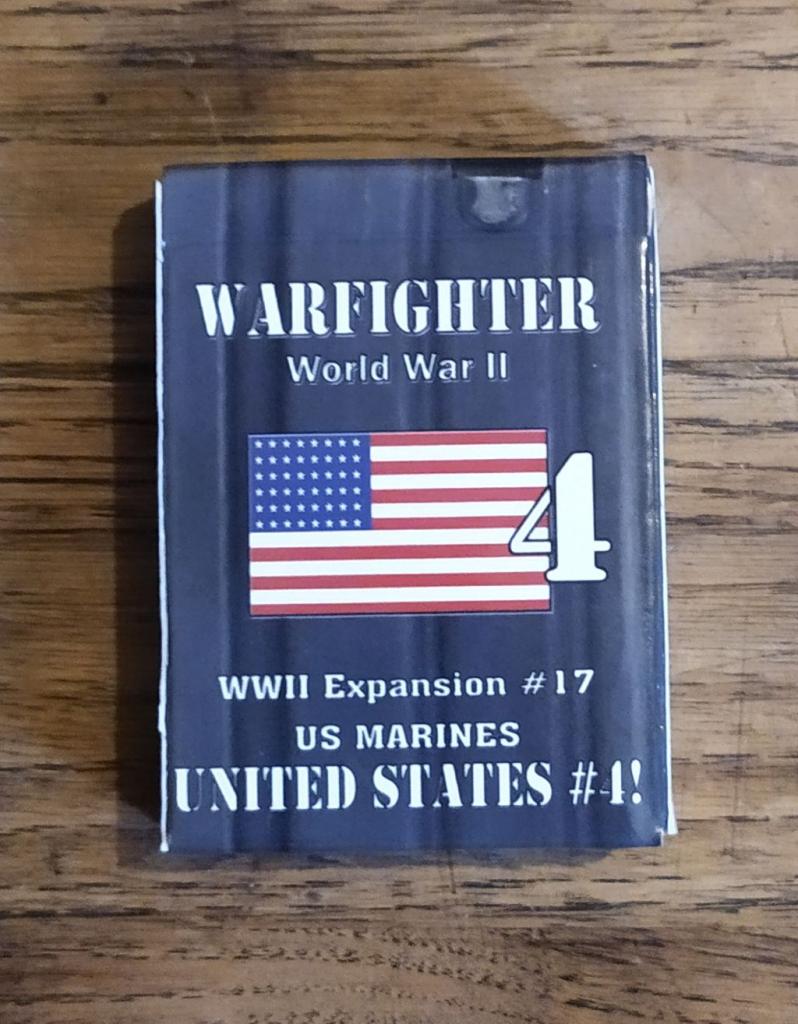 WARFIGHTER
World War II
4
WWII Expansion #17
US MARINES
UNITED STATES #4!